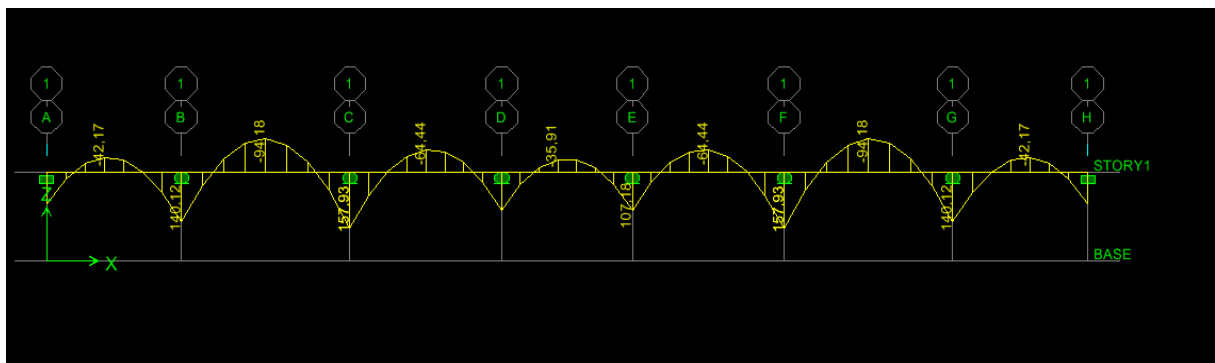 1 1 1 1 1 1 1 1
A B C D E F G H
-42,17 -94,18 -64,44 -35,91 -64,44 -94,18 -42,17
STORY1
Z
140,12 157,93 107,18 157,93 140,12
X
BASE